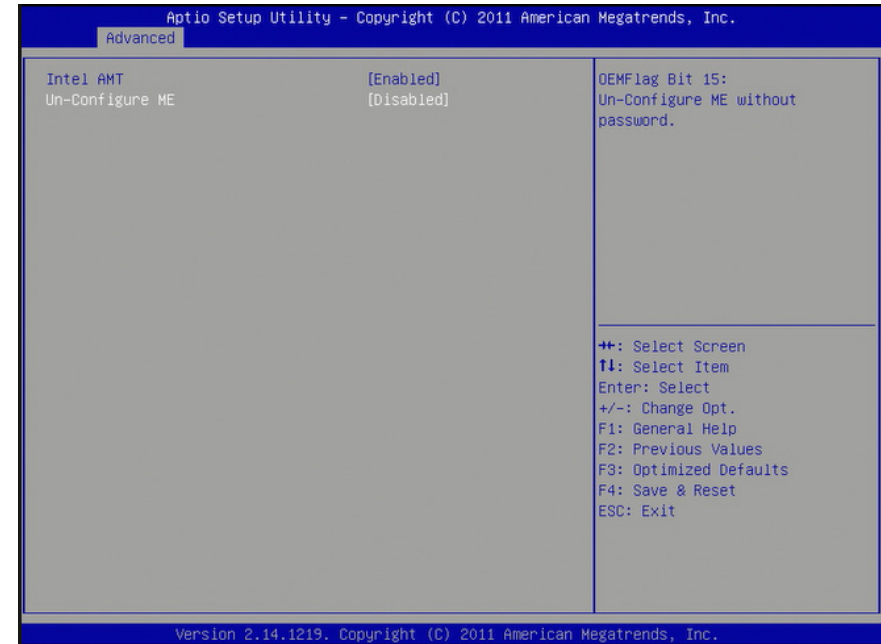 Aptio Setup Utility – Copyright (C) 2011 American Megatrends, Inc.
Advanced
Intel AMT [Enabled]
Un-Configure ME [Disabled]
OEMFlag Bit 15:
Un-Configure ME without
password.
→←: Select Screen
↑↓: Select Item
Enter: Select
+/-: Change Opt.
F1: General Help
F2: Previous Values
F3: Optimized Defaults
F4: Save & Reset
ESC: Exit
Version 2.14.1219. Copyright (C) 2011 American Megatrends, Inc.